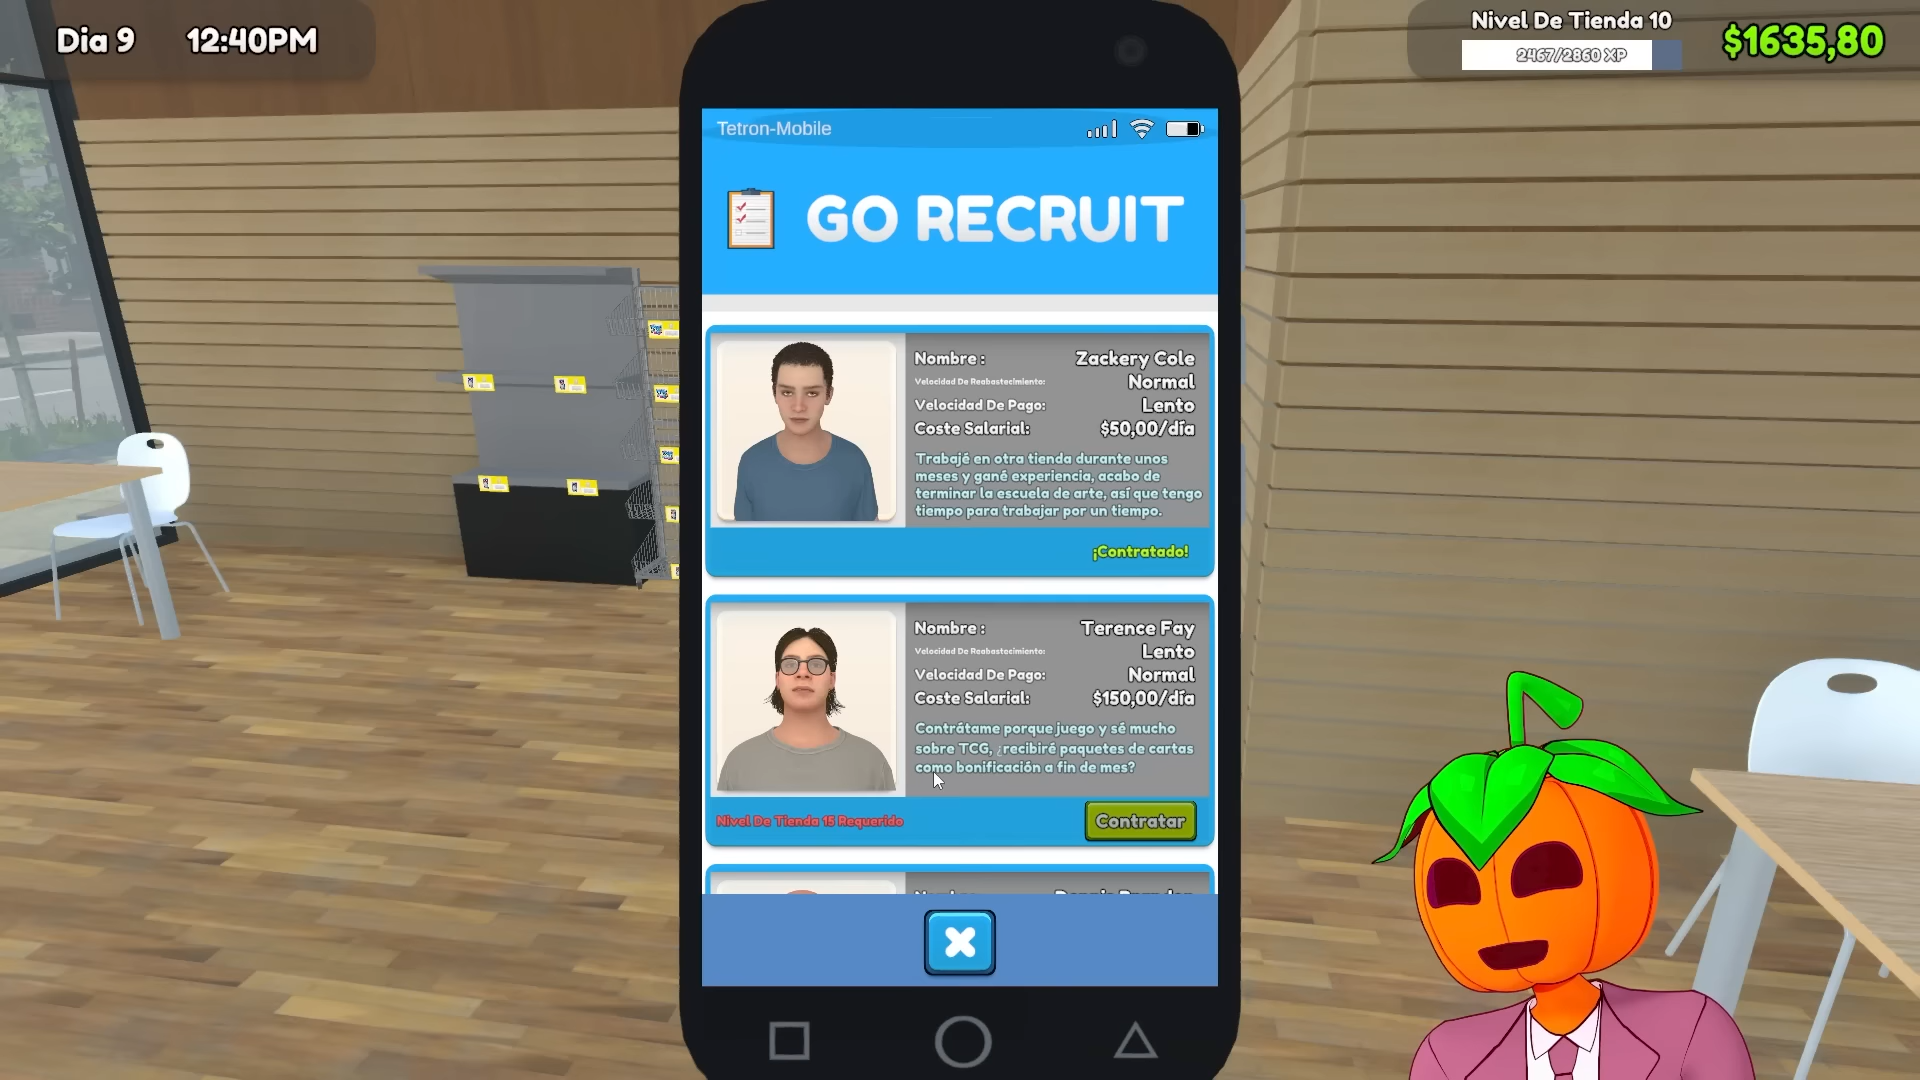 Dia 9 12:40PM
Nivel De Tienda 10
2467/2860 XP
$1635,80
Tetron-Mobile
GO RECRUIT
Nombre : Zackery Cole
Velocidad De Reabastecimiento: Normal
Velocidad De Pago: Lento
Coste Salarial: $50,00/día
Trabajé en otra tienda durante unos
meses y gané experiencia, acabo de
terminar la escuela de arte, así que tengo
tiempo para trabajar por un tiempo.
¡Contratado!
Nombre : Terence Fay
Velocidad De Reabastecimiento: Lento
Velocidad De Pago: Normal
Coste Salarial: $150,00/día
Contrátame porque juego y sé mucho
sobre TCG, ¿recibiré paquetes de cartas
como bonificación a fin de mes?
Nivel De Tienda 15 Requerido
Contratar